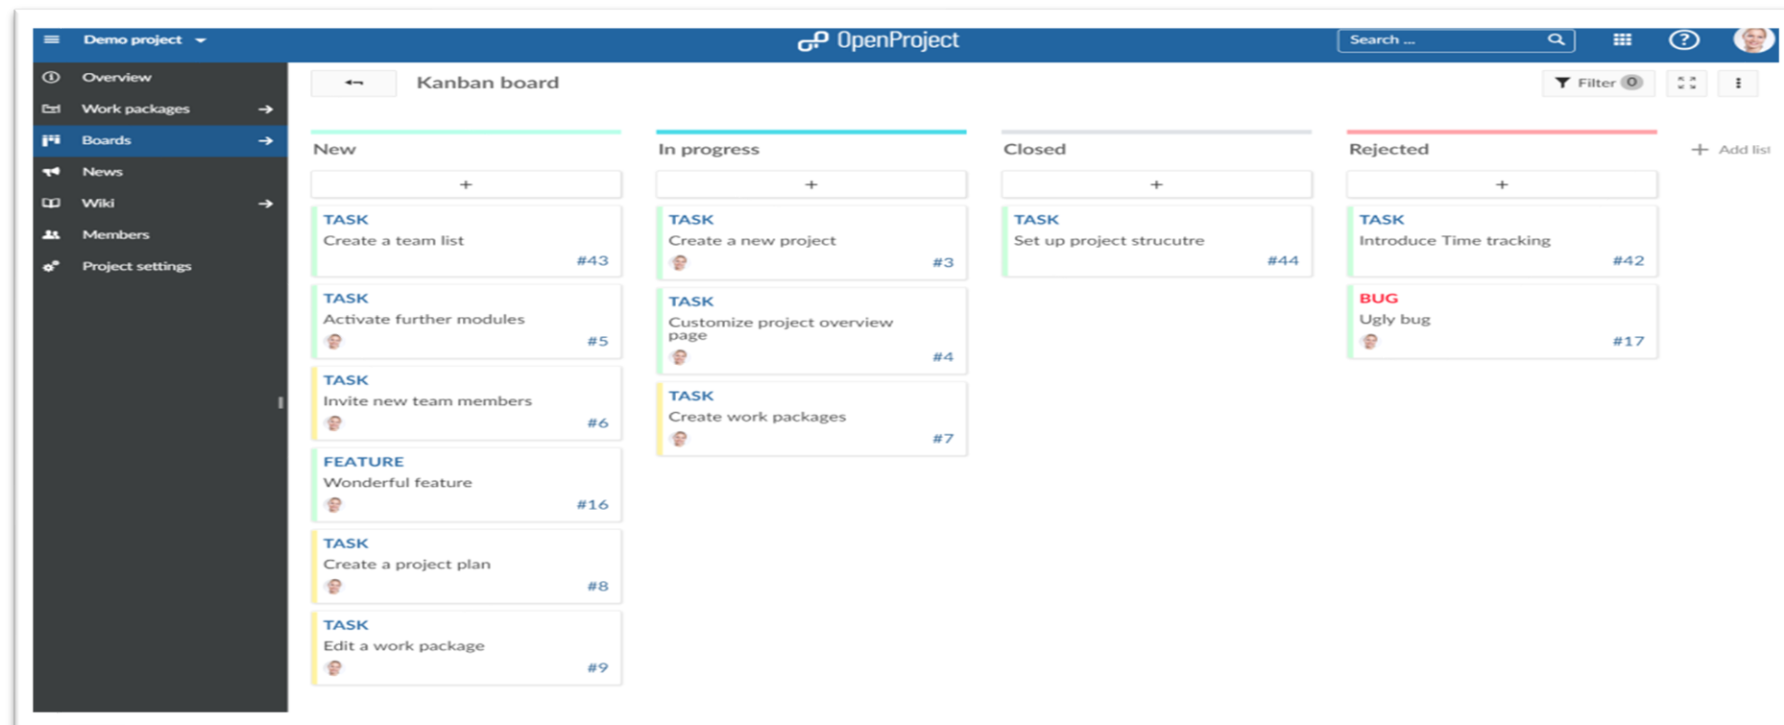 Demo project
OpenProject
Search ...
Overview
Work packages
Boards
News
Wiki
Members
Project settings
Kanban board
Filter 0
New
+
TASK
Create a team list
#43
TASK
Activate further modules
#5
TASK
Invite new team members
#6
FEATURE
Wonderful feature
#16
TASK
Create a project plan
#8
TASK
Edit a work package
#9
In progress
+
TASK
Create a new project
#3
TASK
Customize project overview
page
#4
TASK
Create work packages
#7
Closed
+
TASK
Set up project strucutre
#44
Rejected
+
TASK
Introduce Time tracking
#42
BUG
Ugly bug
#17
+ Add list